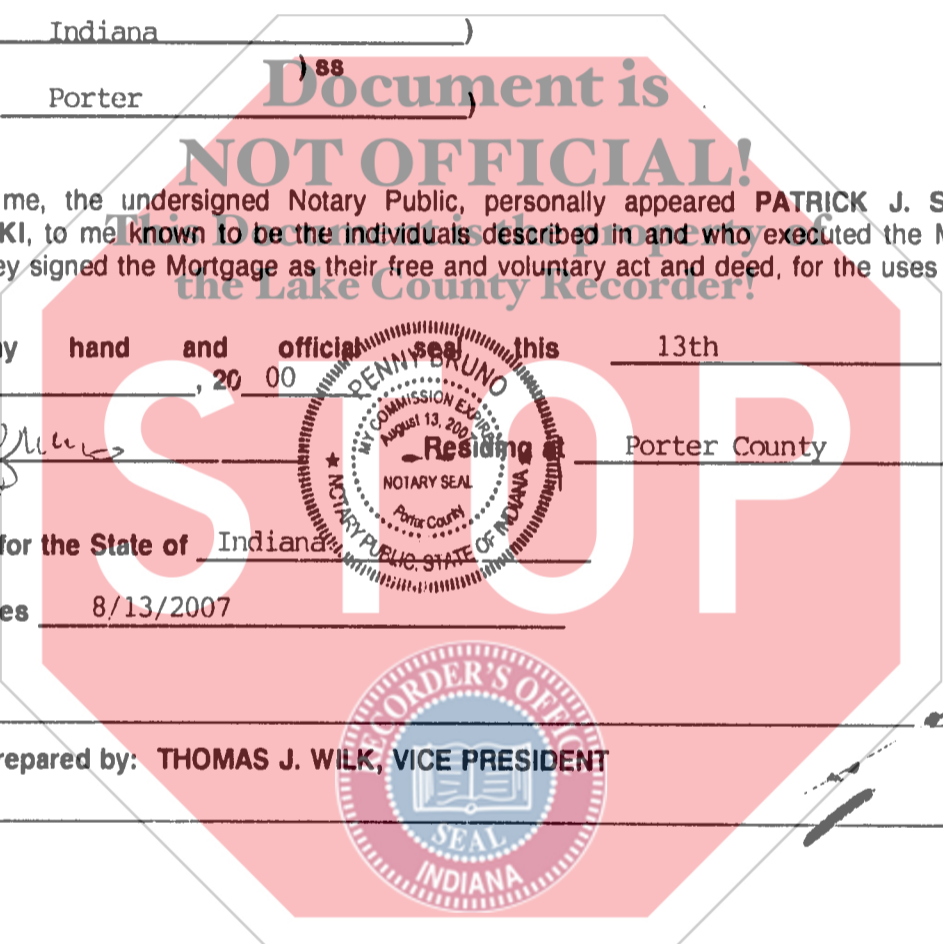 Indiana )
) ss
Porter )
Document is
NOT OFFICIAL!
me, the undersigned Notary Public, personally appeared PATRICK J. S
KI, to me known to be the individuals described in and who executed the M
This Document is the property of
ey signed the Mortgage as their free and voluntary act and deed, for the uses
the Lake County Recorder!
y hand and official seal this 13th
, 20 00
STOP
PENNY BRUNO
MY COMMISSION EXPIRES
August 13, 2007
NOTARY SEAL
Porter County
★ NOTARY PUBLIC, STATE OF INDIANA ★
Residing at Porter County
for the State of Indiana
es 8/13/2007
RECORDER'S OFFICE
SEAL
INDIANA
repared by: THOMAS J. WILK, VICE PRESIDENT